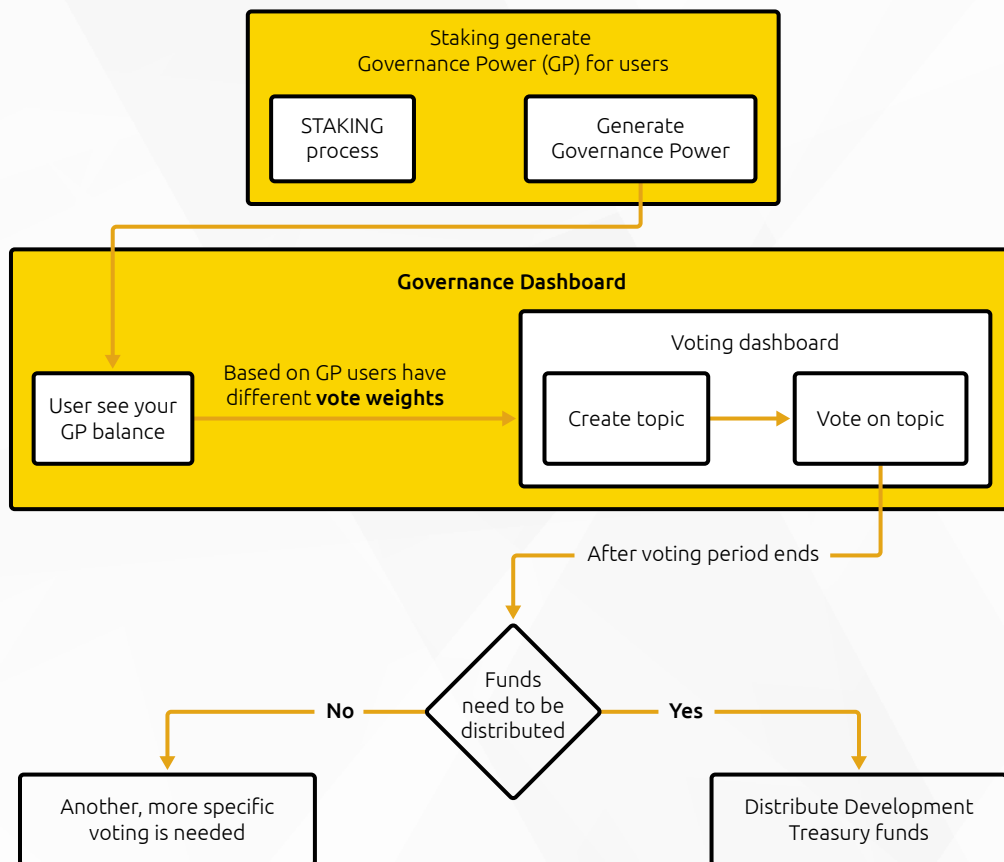 Staking generate
Governance Power (GP) for users
STAKING
process
Generate
Governance Power
Governance Dashboard
Voting dashboard
User see your
GP balance
Based on GP users have
different vote weights
Create topic
Vote on topic
After voting period ends
Funds
need to be
distributed
No
Yes
Another, more specific
voting is needed
Distribute Development
Treasury funds